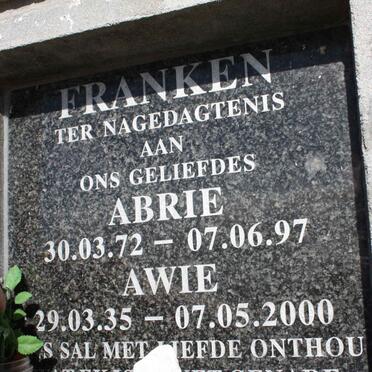 FRANKEN
TER NAGEDAGTENIS
AAN
ONS GELIEFDES
ABRIE
30.03.72 – 07.06.97
AWIE
29.03.35 – 07.05.2000
SAL MET LIEFDE ONTHOU